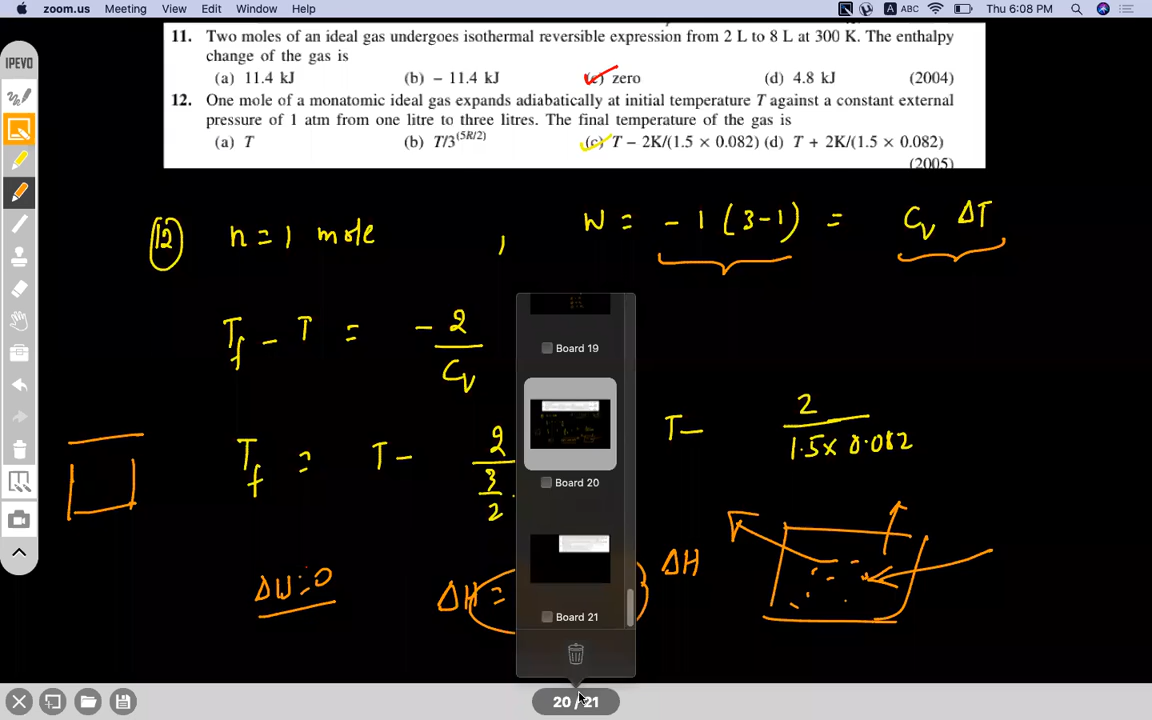 zoom.us Meeting View Edit Window Help A ABC Thu 6:08 PM
IPEVO
11. Two moles of an ideal gas undergoes isothermal reversible expression from 2 L to 8 L at 300 K. The enthalpy
change of the gas is
(a) 11.4 kJ (b) − 11.4 kJ (c) zero (d) 4.8 kJ (2004)
12. One mole of a monatomic ideal gas expands adiabatically at initial temperature T against a constant external
pressure of 1 atm from one litre to three litres. The final temperature of the gas is
(a) T (b) T/3^(5R/2) (c) T − 2K/(1.5 × 0.082) (d) T + 2K/(1.5 × 0.082)
(2005)
(12) n = 1 mole , W = - 1 (3-1) = Cv ΔT
Tf - T = - 2/Cv
Tf = T - 2/(3/2) T - 2/(1.5 x 0.082)
ΔH = ΔH
Board 19
Board 20
Board 21
20 / 21